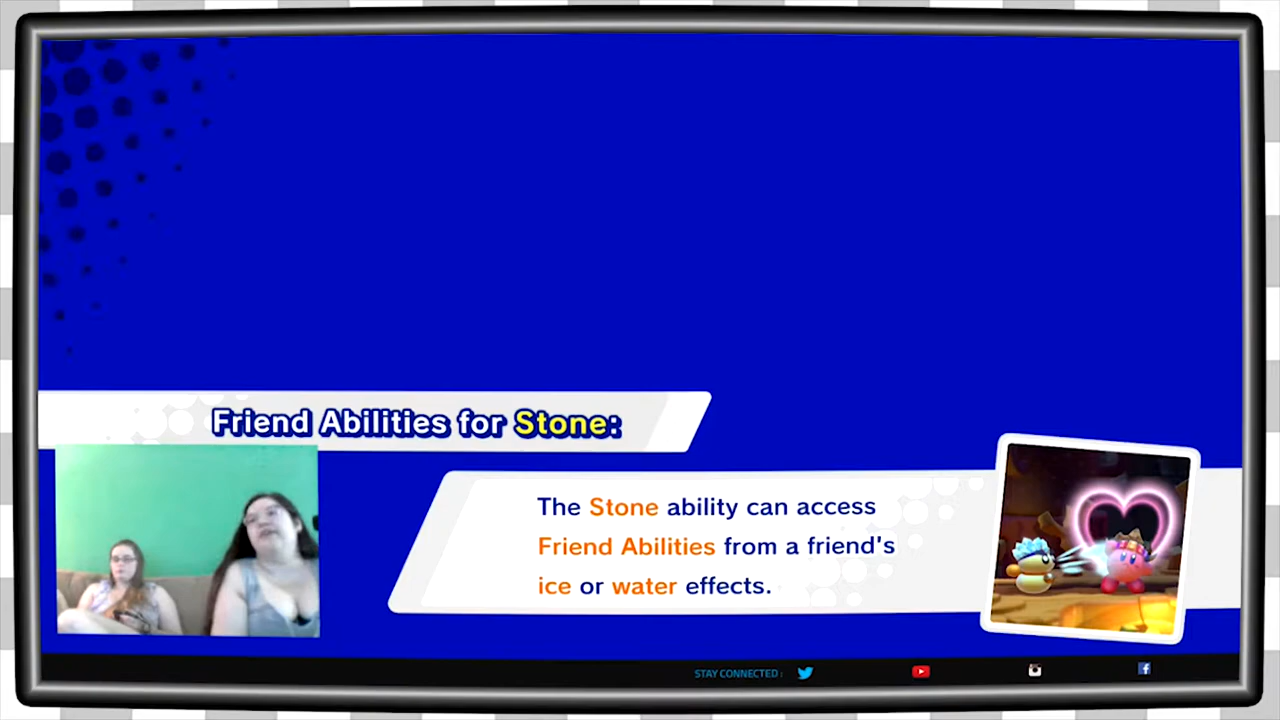 Friend Abilities for Stone:
The Stone ability can access
Friend Abilities from a friend's
ice or water effects.
STAY CONNECTED :